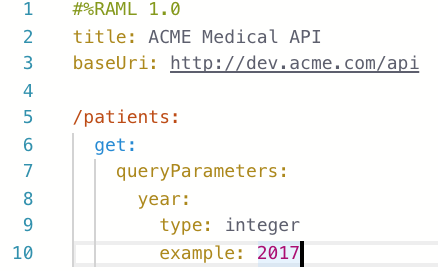 1 #%RAML 1.0
2 title: ACME Medical API
3 baseUri: http://dev.acme.com/api
4
5 /patients:
6 get:
7 queryParameters:
8 year:
9 type: integer
10 example: 2017